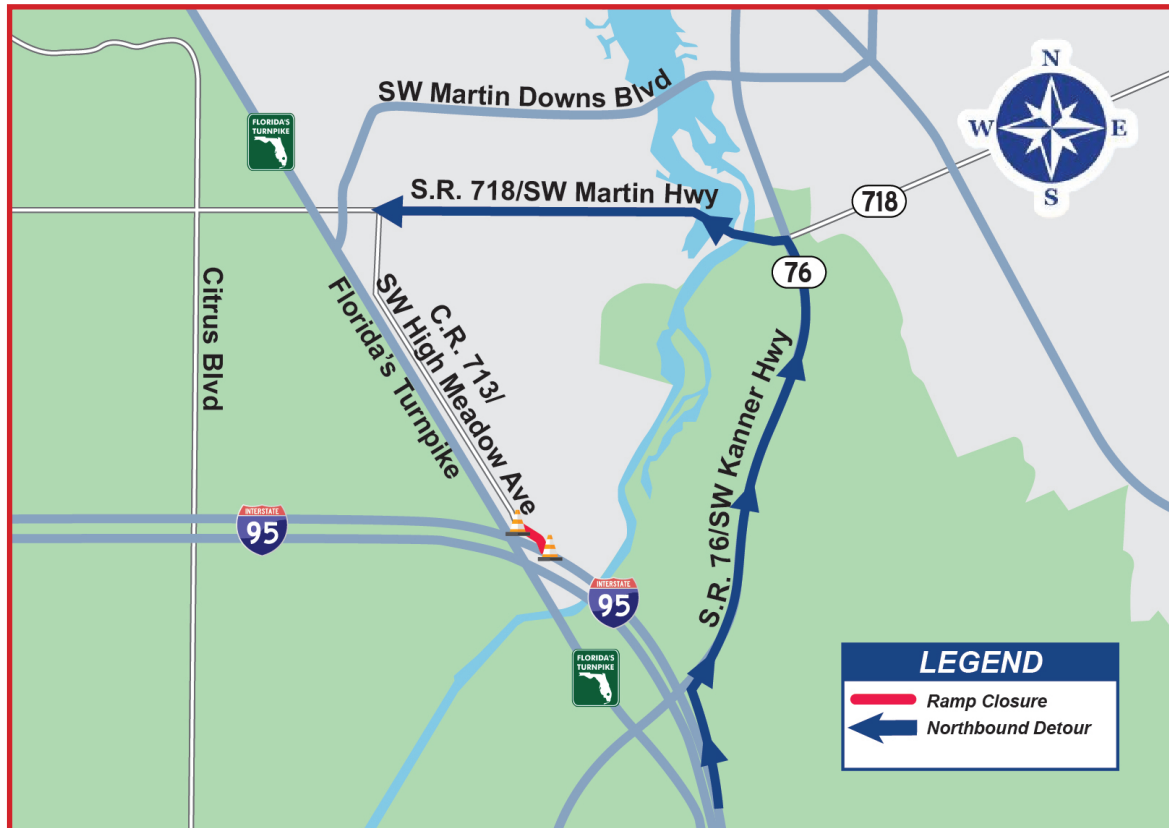 N
W
E
S
SW Martin Downs Blvd
FLORIDA'S
TURNPIKE
S.R. 718/SW Martin Hwy
718
76
Citrus Blvd
Florida's Turnpike
C.R. 713/
SW High Meadow Ave
S.R. 76/SW Kanner Hwy
INTERSTATE
95
INTERSTATE
95
FLORIDA'S
TURNPIKE
LEGEND
Ramp Closure
Northbound Detour